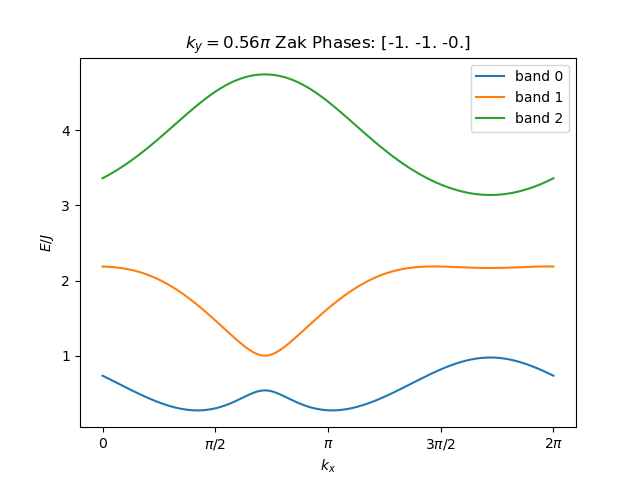 k_y = 0.56π Zak Phases: [-1. -1. -0.]
band 0
band 1
band 2
E/J
4
3
2
1
0
π/2
π
3π/2
2π
k_x